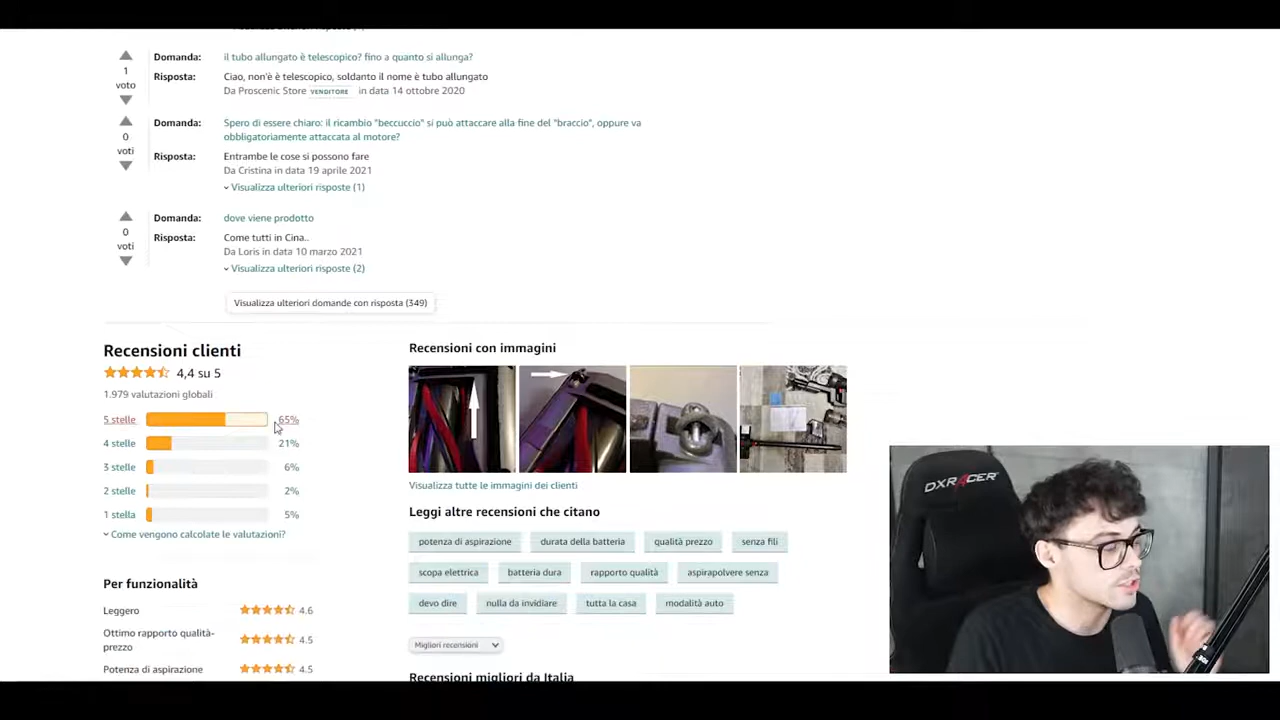 Domanda: il tubo allungato è telescopico? fino a quanto si allunga?
1
voto
Risposta: Ciao, non'è è telescopico, soldanto il nome è tubo allungato
Da Proscenic Store VENDITORE in data 14 ottobre 2020
Domanda: Spero di essere chiaro: il ricambio "beccuccio" si può attaccare alla fine del "braccio", oppure va
obbligatoriamente attaccata al motore?
0
voti
Risposta: Entrambe le cose si possono fare
Da Cristina in data 19 aprile 2021
Visualizza ulteriori risposte (1)
Domanda: dove viene prodotto
0
voti
Risposta: Come tutti in Cina..
Da Loris in data 10 marzo 2021
Visualizza ulteriori risposte (2)
Visualizza ulteriori domande con risposta (349)
Recensioni clienti
4,4 su 5
1.979 valutazioni globali
5 stelle 65%
4 stelle 21%
3 stelle 6%
2 stelle 2%
1 stella 5%
Come vengono calcolate le valutazioni?
Per funzionalità
Leggero 4.6
Ottimo rapporto qualità-
prezzo 4.5
Potenza di aspirazione 4.5
Recensioni con immagini
Visualizza tutte le immagini dei clienti
Leggi altre recensioni che citano
potenza di aspirazione durata della batteria qualità prezzo senza fili
scopa elettrica batteria dura rapporto qualità aspirapolvere senza
devo dire nulla da invidiare tutta la casa modalità auto
Migliori recensioni
Recensioni migliori da Italia
DXRACER